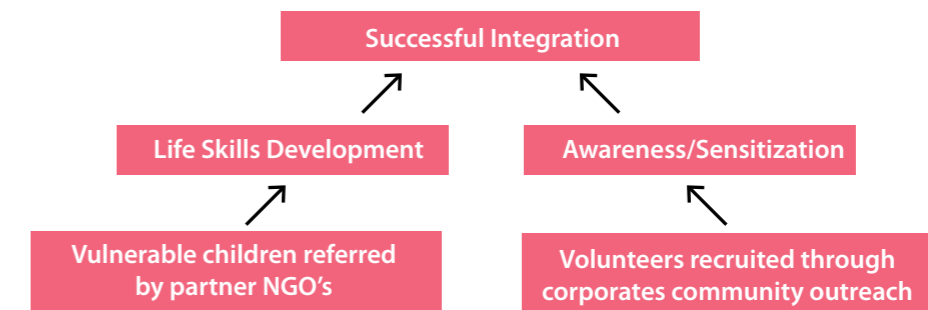 Successful Integration
Life Skills Development
Awareness/Sensitization
Vulnerable children referred
by partner NGO’s
Volunteers recruited through
corporates community outreach